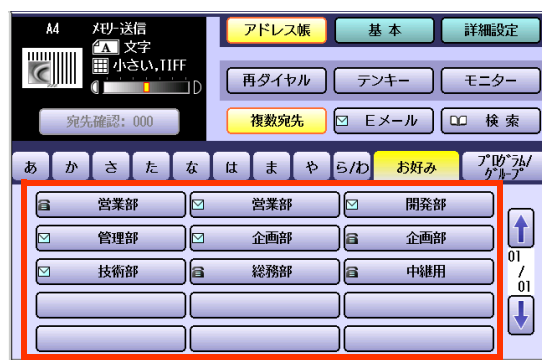 A4 ﾒﾓﾘｰ送信 アドレス帳 基 本 詳細設定
A 文字
小さい,TIFF
D 再ダイヤル テンキー モニター
宛先確認: 000 複数宛先 Eメール 検 索
あ か さ た な は ま や ら/わ お好み ﾌﾟﾛｸﾞﾗﾑ/
ｸﾞﾙｰﾌﾟ
営業部 営業部 開発部
管理部 企画部 企画部
技術部 総務部 中継用
01
/
01